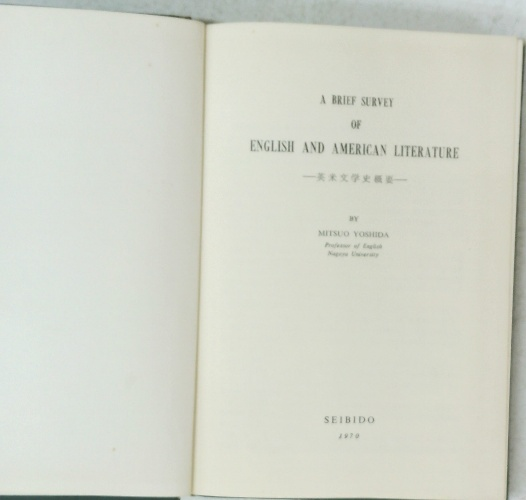 A BRIEF SURVEY
OF
ENGLISH AND AMERICAN LITERATURE
—英米文学史概要—
BY
MITSUO YOSHIDA
Professor of English
Nagoya University
SEIBIDO
1970